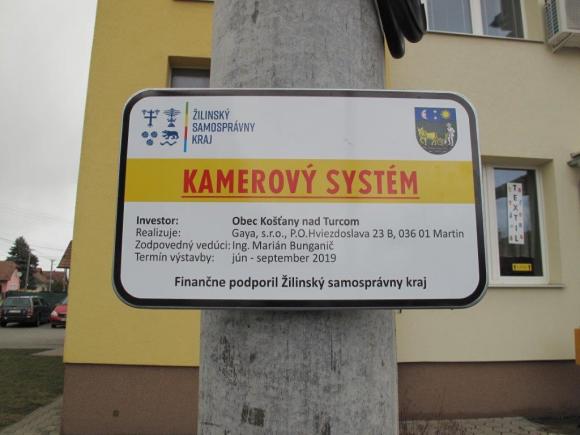 ŽILINSKÝ
SAMOSPRÁVNY
KRAJ
KAMEROVÝ SYSTÉM
Investor: Obec Košťany nad Turcom
Realizuje: Gaya, s.r.o., P.O.Hviezdoslava 23 B, 036 01 Martin
Zodpovedný vedúci: Ing. Marián Bunganič
Termín výstavby: jún - september 2019
Finančne podporil Žilinský samosprávny kraj
TEXTIL